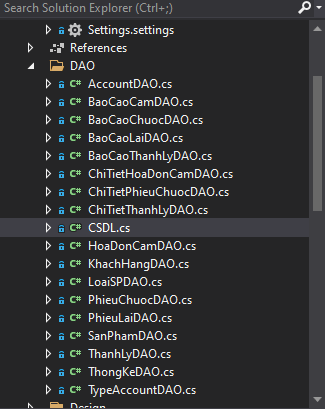 Search Solution Explorer (Ctrl+;)
Settings.settings
References
DAO
C# AccountDAO.cs
C# BaoCaoCamDAO.cs
C# BaoCaoChuocDAO.cs
C# BaoCaoLaiDAO.cs
C# BaoCaoThanhLyDAO.cs
C# ChiTietHoaDonCamDAO.cs
C# ChiTietPhieuChuocDAO.cs
C# ChiTietThanhLyDAO.cs
C# CSDL.cs
C# HoaDonCamDAO.cs
C# KhachHangDAO.cs
C# LoaiSPDAO.cs
C# PhieuChuocDAO.cs
C# PhieuLaiDAO.cs
C# SanPhamDAO.cs
C# ThanhLyDAO.cs
C# ThongKeDAO.cs
C# TypeAccountDAO.cs
Design